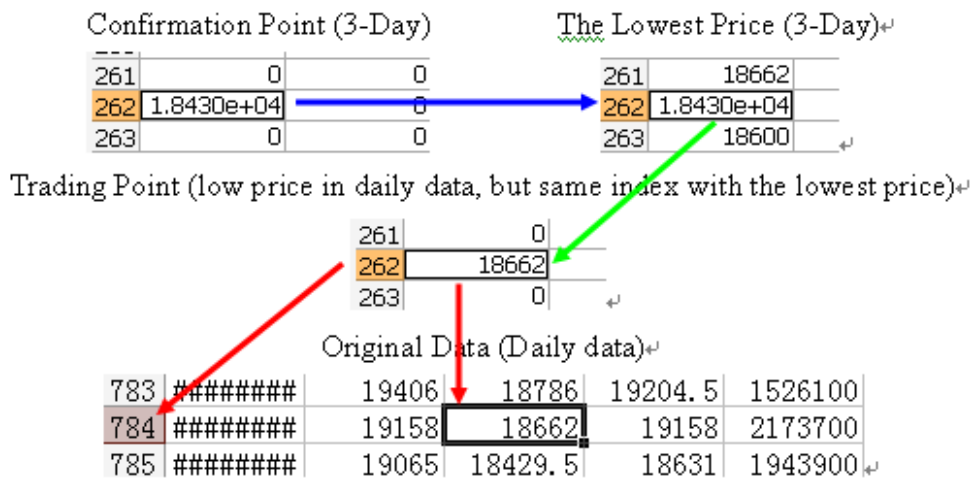 Confirmation Point (3-Day) The Lowest Price (3-Day)↵
261 0 0 261 18662
262 1.8430e+04 0 262 1.8430e+04
263 0 0 263 18600 ↵
Trading Point (low price in daily data, but same index with the lowest price)↵
261 0
262 18662
263 0 ↵
Original Data (Daily data)↵
783 ######## 19406 18786 19204.5 1526100
784 ######## 19158 18662 19158 2173700
785 ######## 19065 18429.5 18631 1943900↵